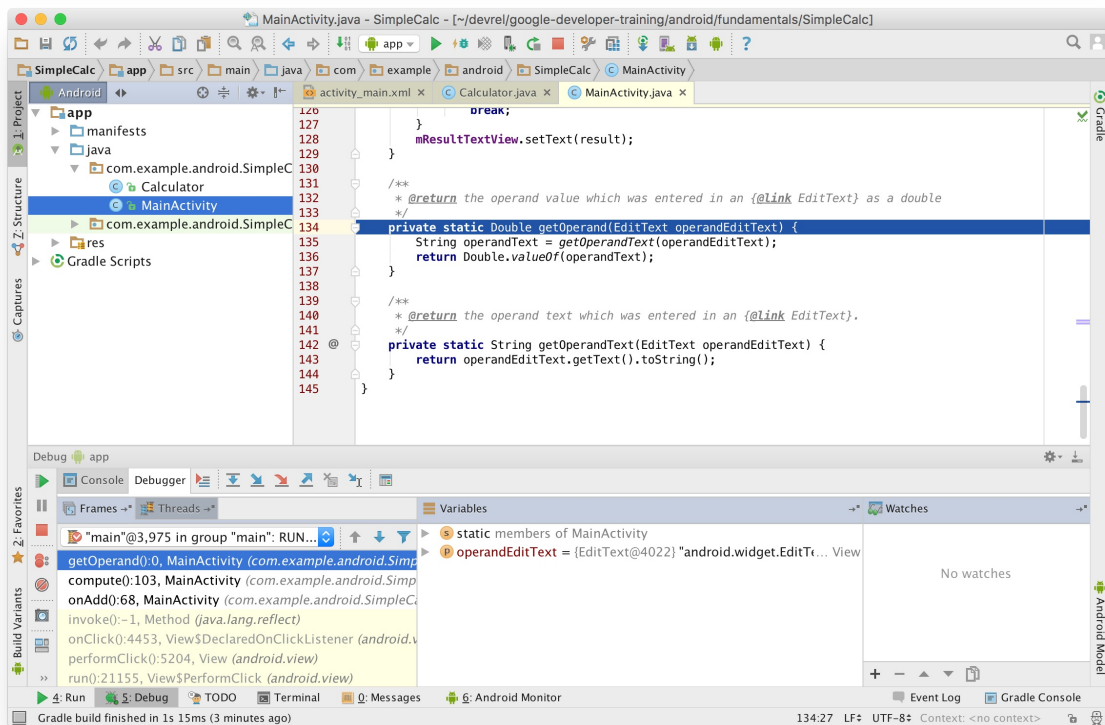 MainActivity.java - SimpleCalc - [~/devrel/google-developer-training/android/fundamentals/SimpleCalc]
app
SimpleCalc app src main java com example android SimpleCalc MainActivity
1: Project
Z: Structure
Captures
2: Favorites
Build Variants
Android
app
manifests
java
com.example.android.SimpleC
Calculator
MainActivity
com.example.android.SimpleC
res
Gradle Scripts
activity_main.xml × Calculator.java × MainActivity.java ×
126 break;
127 }
128 mResultTextView.setText(result);
129 }
130
131 /**
132 * @return the operand value which was entered in an {@link EditText} as a double
133 */
134 private static Double getOperand(EditText operandEditText) {
135 String operandText = getOperandText(operandEditText);
136 return Double.valueOf(operandText);
137 }
138
139 /**
140 * @return the operand text which was entered in an {@link EditText}.
141 */
142 @ private static String getOperandText(EditText operandEditText) {
143 return operandEditText.getText().toString();
144 }
145 }
Gradle
Android Model
Debug app
Console Debugger
Frames Threads
"main"@3,975 in group "main": RUN...
getOperand():0, MainActivity (com.example.android.Simp
compute():103, MainActivity (com.example.android.Simp
onAdd():68, MainActivity (com.example.android.SimpleCa
invoke():-1, Method (java.lang.reflect)
onClick():4453, View$DeclaredOnClickListener (android.v
performClick():5204, View (android.view)
run():21155, View$PerformClick (android.view)
Variables
static members of MainActivity
operandEditText = {EditText@4022} "android.widget.EditTe... View
Watches
No watches
4: Run 5: Debug TODO Terminal 0: Messages 6: Android Monitor Event Log Gradle Console
Gradle build finished in 1s 15ms (3 minutes ago) 134:27 LF UTF-8 Context: <no context>